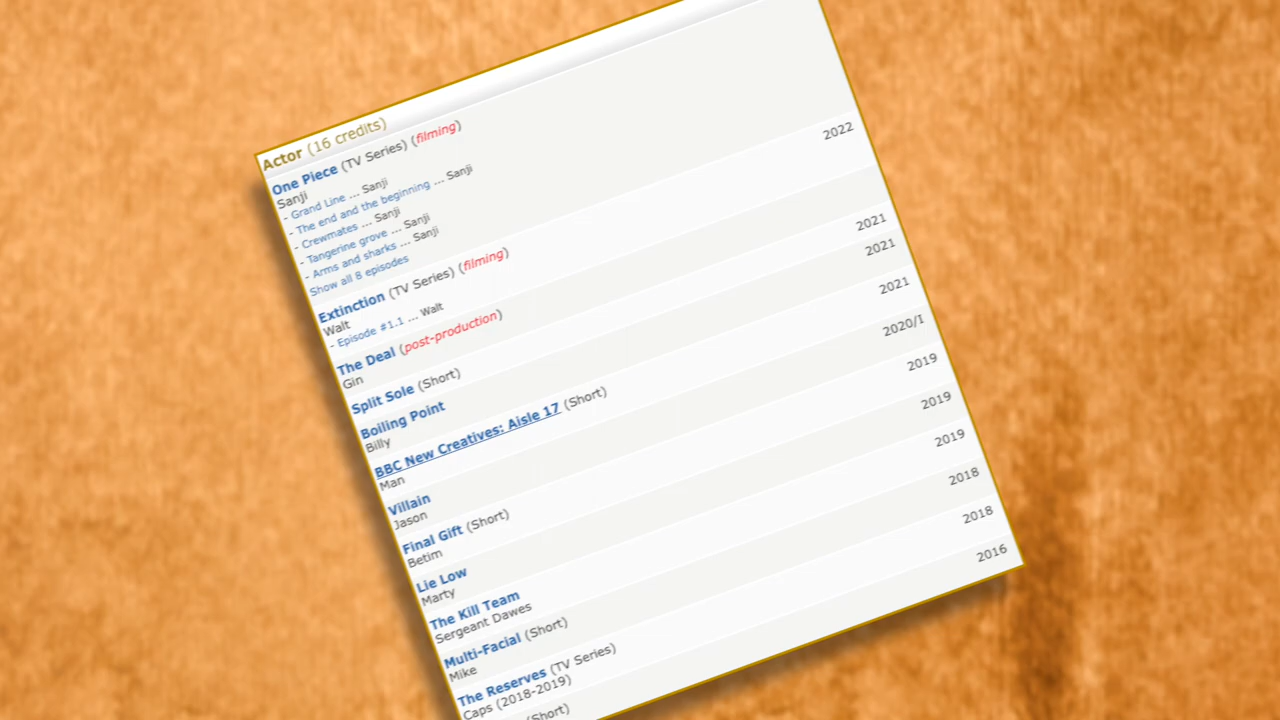 Actor (16 credits)
One Piece (TV Series) (filming)
Sanji
- Grand Line ... Sanji
- The end and the beginning ... Sanji
- Crewmates ... Sanji
- Tangerine grove ... Sanji
- Arms and sharks ... Sanji
Show all 8 episodes
Extinction (TV Series) (filming) 2022
Walt
- Episode #1.1 ... Walt
The Deal (post-production)
Gin
Split Sole (Short) 2021
Boiling Point 2021
Billy
BBC New Creatives: Aisle 17 (Short) 2021
Man
Villain 2020/I
Jason
Final Gift (Short) 2019
Betim
Lie Low 2019
Marty
The Kill Team 2019
Sergeant Dawes
Multi-Facial (Short) 2018
Mike
The Reserves (TV Series) 2018
Caps (2018-2019)
(Short) 2016